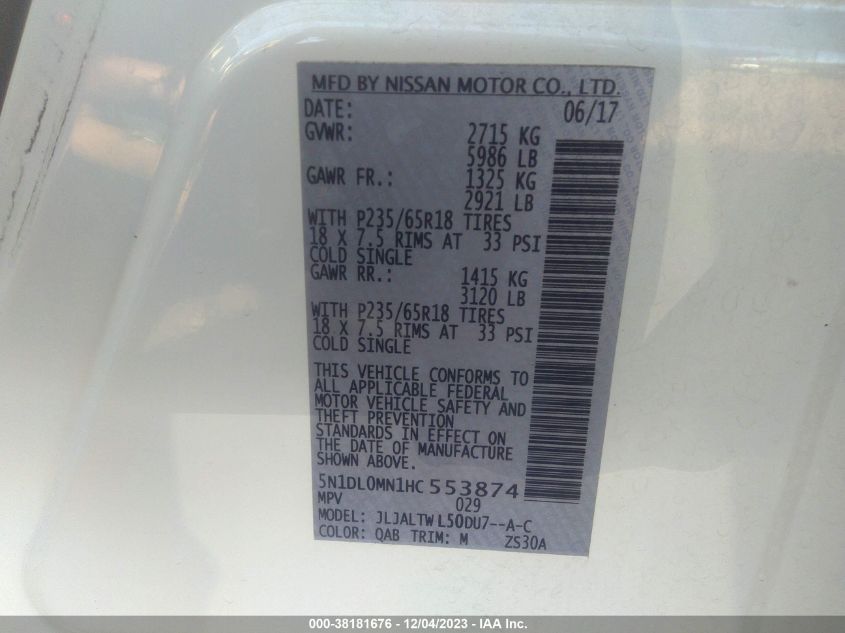 MFD BY NISSAN MOTOR CO., LTD.
DATE: 06/17
GVWR: 2715 KG
5986 LB
GAWR FR.: 1325 KG
2921 LB
WITH P235/65R18 TIRES
18 X 7.5 RIMS AT 33 PSI
COLD SINGLE
GAWR RR.: 1415 KG
3120 LB
WITH P235/65R18 TIRES
18 X 7.5 RIMS AT 33 PSI
COLD SINGLE
THIS VEHICLE CONFORMS TO
ALL APPLICABLE FEDERAL
MOTOR VEHICLE SAFETY AND
THEFT PREVENTION
STANDARDS IN EFFECT ON
THE DATE OF MANUFACTURE
SHOWN ABOVE.
5N1DL0MN1HC553874
MPV 029
MODEL: JLJALTWL50DU7--A-C
COLOR: QAB TRIM: M ZS30A
000-38181676 - 12/04/2023 - IAA Inc.